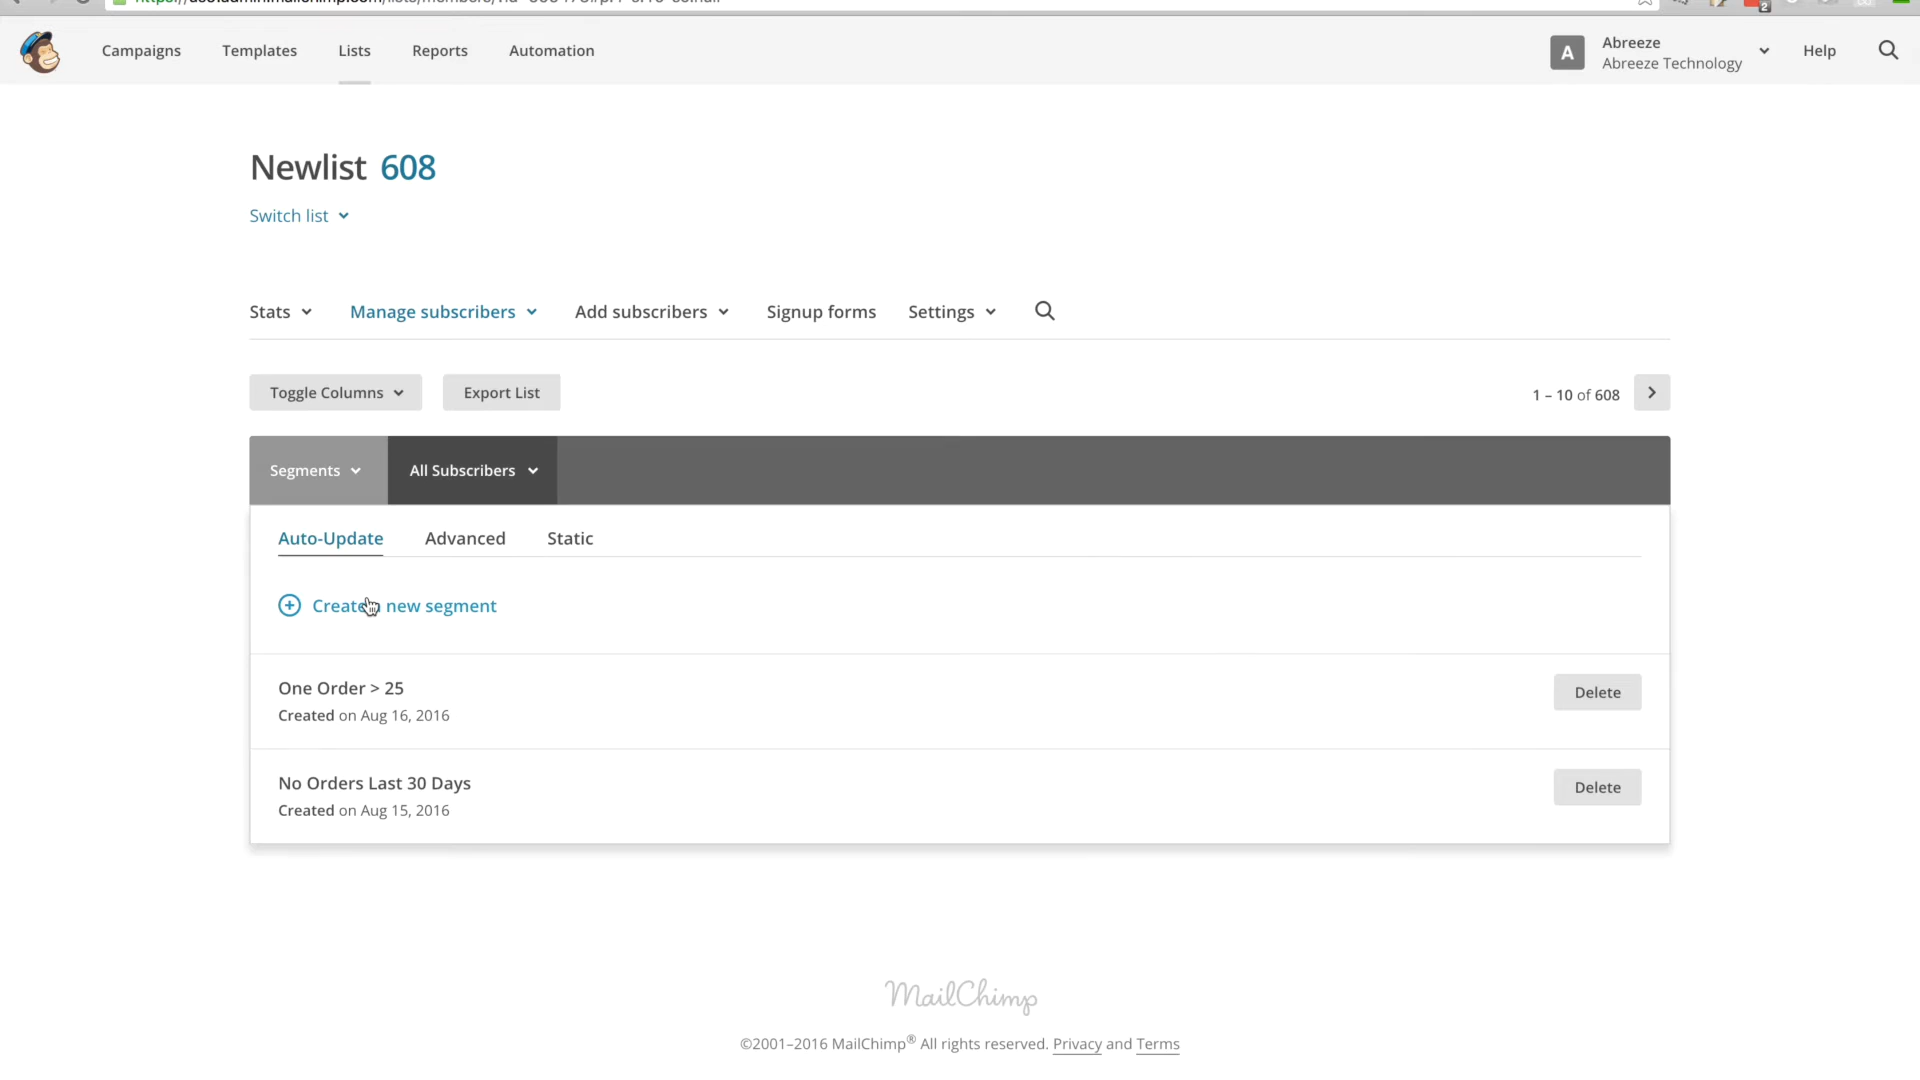 Campaigns Templates Lists Reports Automation
A Abreeze Help
Abreeze Technology
2
Newlist 608
Switch list
Stats Manage subscribers Add subscribers Signup forms Settings
Toggle Columns Export List 1 – 10 of 608
Segments All Subscribers
Auto-Update Advanced Static
Create new segment
One Order > 25 Delete
Created on Aug 16, 2016
No Orders Last 30 Days Delete
Created on Aug 15, 2016
MailChimp
©2001–2016 MailChimp® All rights reserved. Privacy and Terms